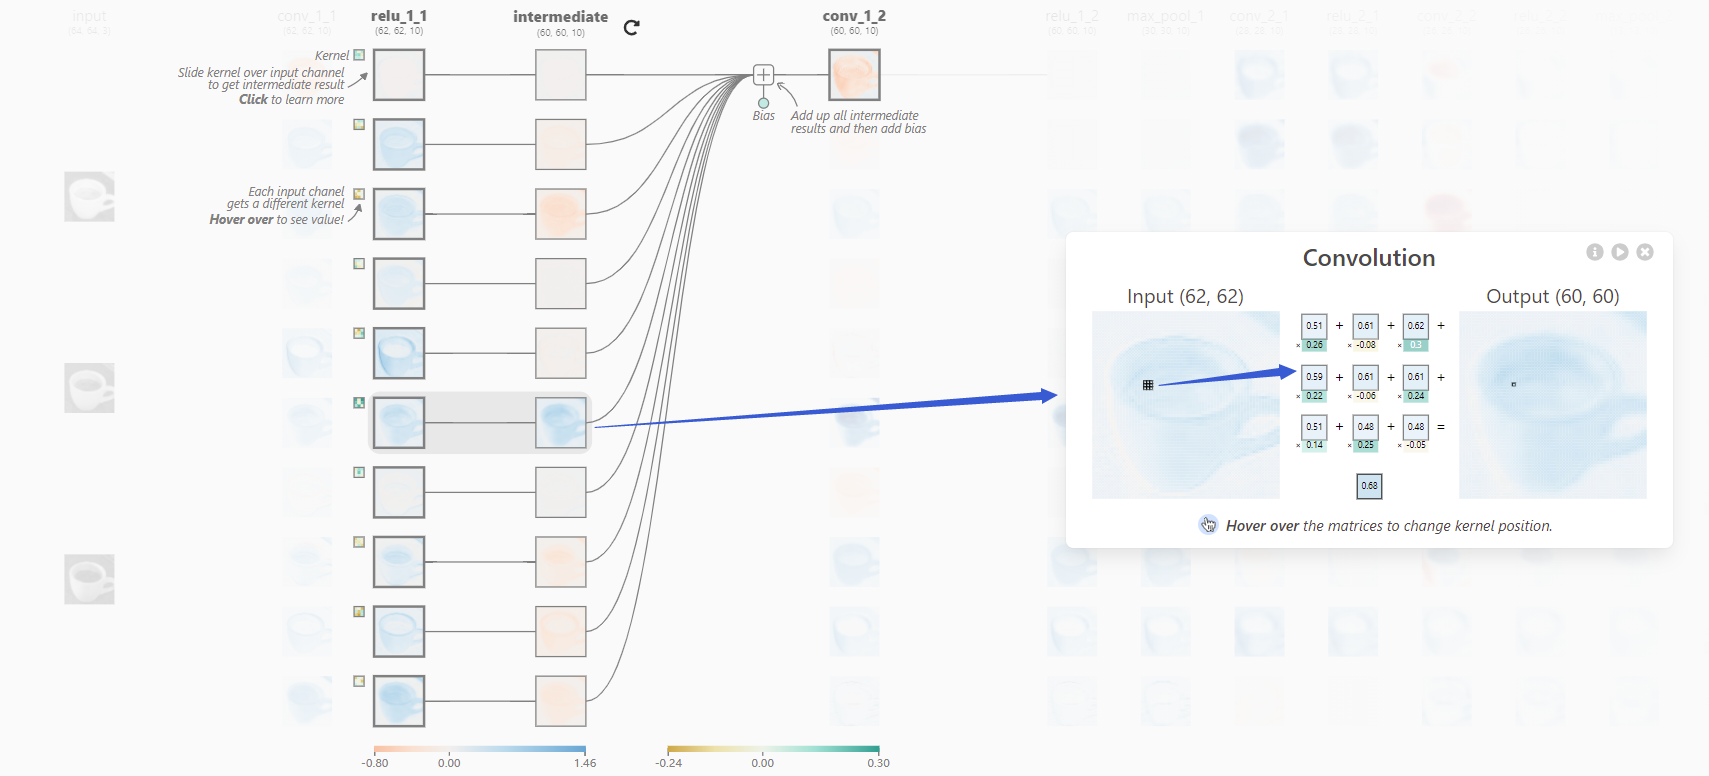 input
(64, 64, 3)
conv_1_1
(62, 62, 10)
relu_1_1
(62, 62, 10)
intermediate
(60, 60, 10)
conv_1_2
(60, 60, 10)
relu_1_2
(60, 60, 10)
max_pool_1
(30, 30, 10)
conv_2_1
(28, 28, 10)
relu_2_1
(28, 28, 10)
conv_2_2
Kernel
Slide kernel over input channel
to get intermediate result
Click to learn more
Each input chanel
gets a different kernel
Hover over to see value!
Bias
Add up all intermediate
results and then add bias
Convolution
Input (62, 62)
Output (60, 60)
0.51 + 0.61 + 0.62 +
× 0.26 × -0.08 × 0.3
0.59 + 0.61 + 0.61 +
× 0.22 × -0.06 × 0.24
0.51 + 0.48 + 0.48 =
× 0.14 × 0.25 × -0.05
0.68
Hover over the matrices to change kernel position.
-0.80 0.00 1.46
-0.24 0.00 0.30